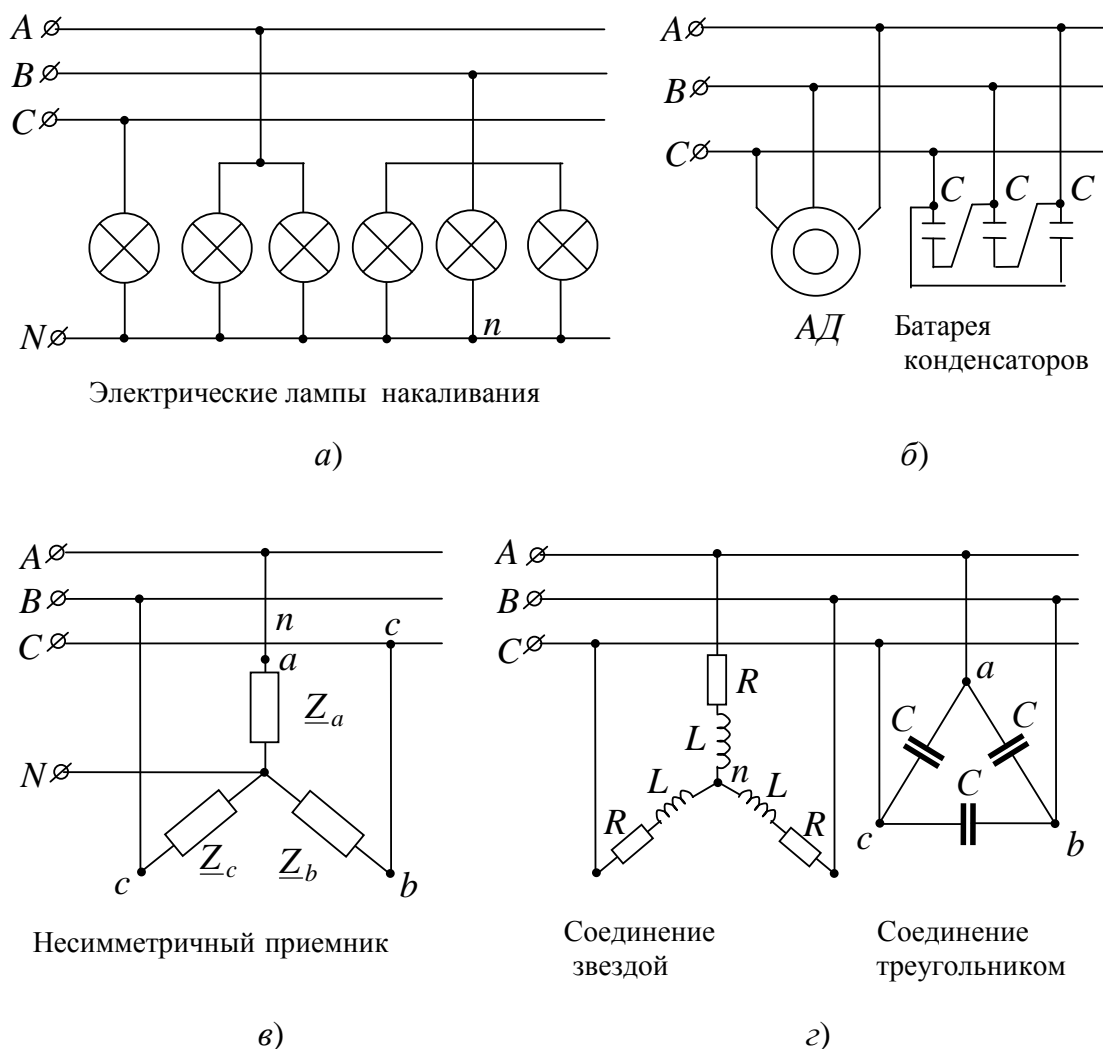 A
B
C
N
n
Электрические лампы накаливания
а)
A
B
C
C C C
АД
Батарея
конденсаторов
б)
A
B
C
n
c
a
Z_a
N
Z_c
Z_b
c
b
Несимметричный приемник
в)
A
B
C
R
L
n
L
L
R
R
a
C
C
C
c
b
Соединение
звездой
Соединение
треугольником
г)